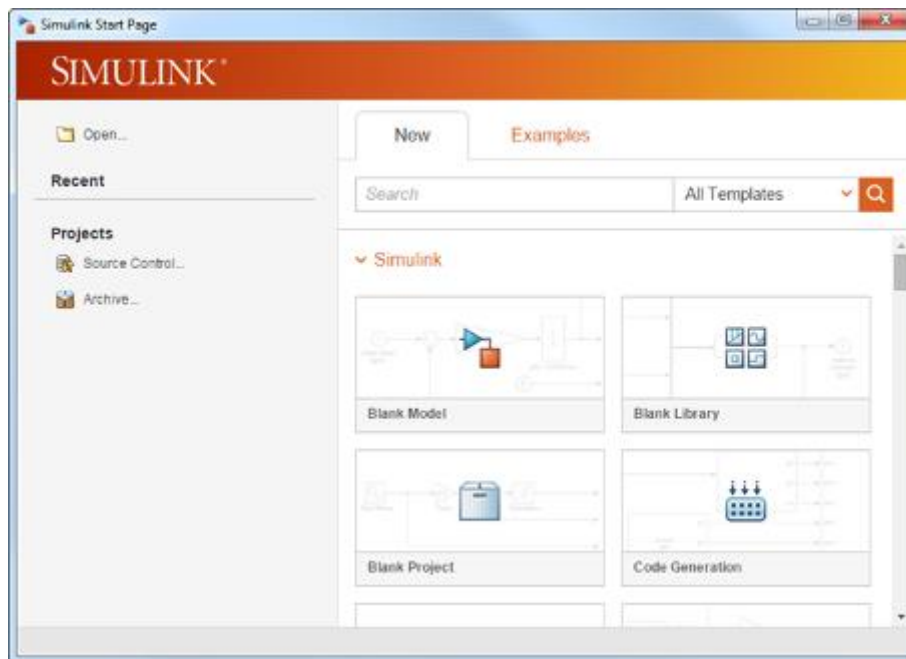 Simulink Start Page
SIMULINK®
Open...
Recent
Projects
Source Control...
Archive...
New
Examples
Search
All Templates
Simulink
Blank Model
Blank Library
Blank Project
Code Generation